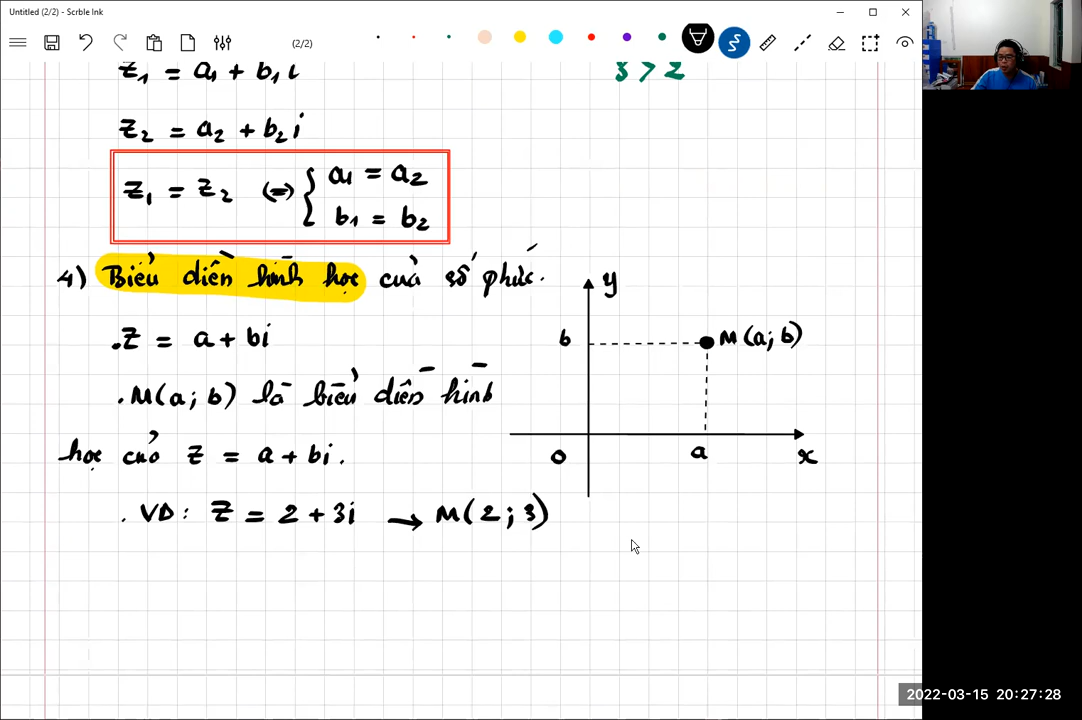 Untitled (2/2) - Scrble Ink
(2/2)
z₁ = a₁ + b₁i
3 > 2
z₂ = a₂ + b₂i
z₁ = z₂ ⇔ { a₁ = a₂
b₁ = b₂
4) Biểu diễn hình học của số phức.
. z = a + bi
. M(a; b) là biểu diễn hình
học của z = a + bi.
. VD: z = 2 + 3i → M(2; 3)
y
b
M(a; b)
O
a
x
2022-03-15 20:27:28